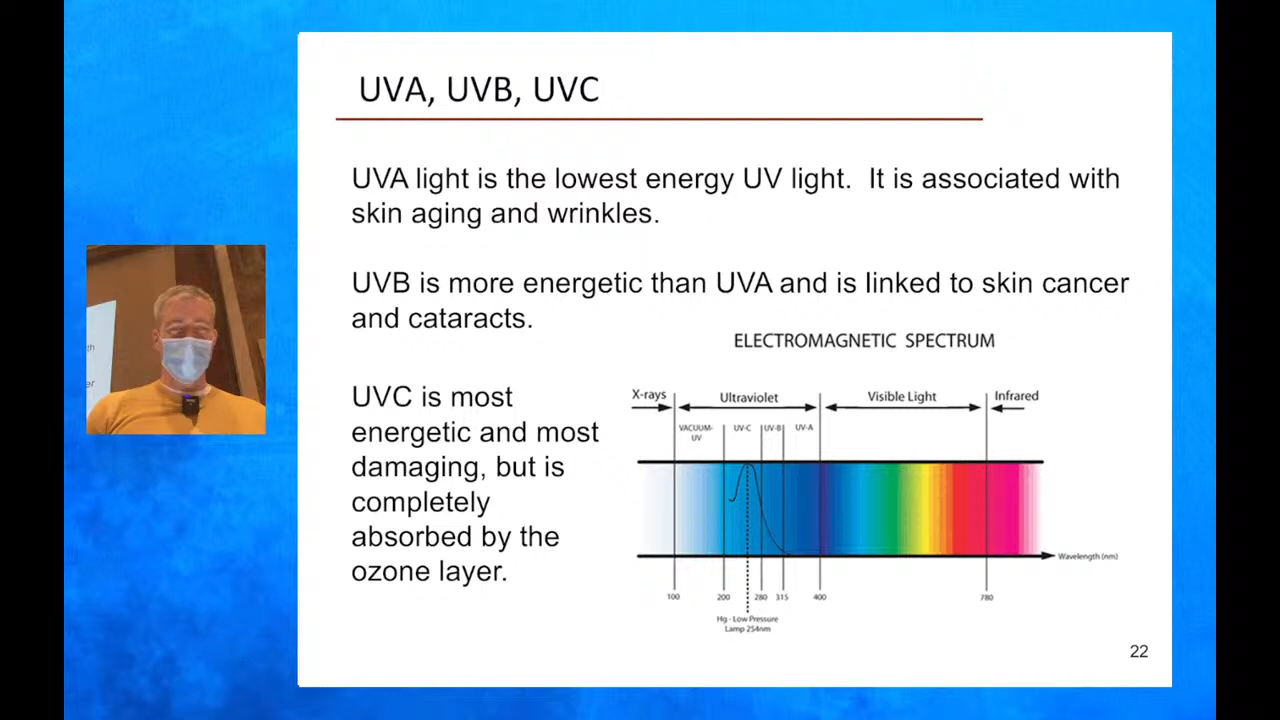 UVA, UVB, UVC
UVA light is the lowest energy UV light.  It is associated with
skin aging and wrinkles.
UVB is more energetic than UVA and is linked to skin cancer
and cataracts.
UVC is most
energetic and most
damaging, but is
completely
absorbed by the
ozone layer.
ELECTROMAGNETIC SPECTRUM
X-rays Ultraviolet Visible Light Infrared
VACUUM-
UV
UV-C UV-B UV-A
Wavelength (nm)
100 200 280 315 400 780
Hg - Low Pressure
Lamp 254nm
22
th
er